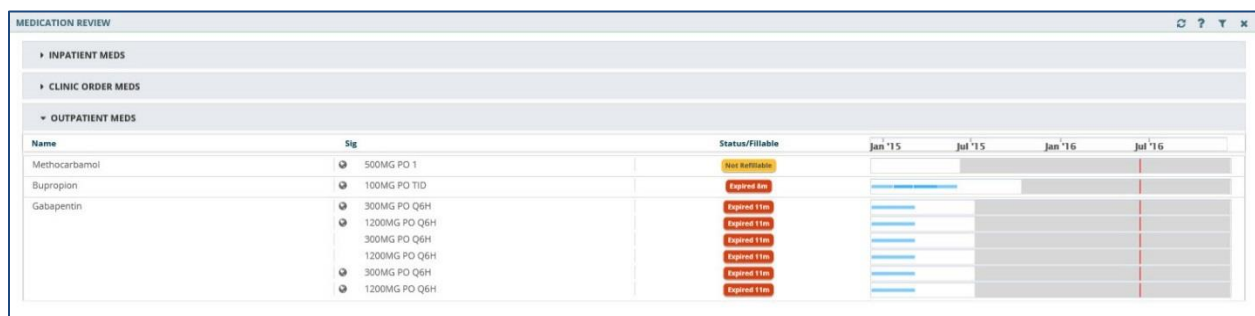 MEDICATION REVIEW ?
INPATIENT MEDS
CLINIC ORDER MEDS
OUTPATIENT MEDS
Name Sig Status/Fillable Jan '15 Jul '15 Jan '16 Jul '16
Methocarbamol 500MG PO 1 Not Refillable
Bupropion 100MG PO TID Expired 8m
Gabapentin 300MG PO Q6H Expired 11m
1200MG PO Q6H Expired 11m
300MG PO Q6H Expired 11m
1200MG PO Q6H Expired 11m
300MG PO Q6H Expired 11m
1200MG PO Q6H Expired 11m